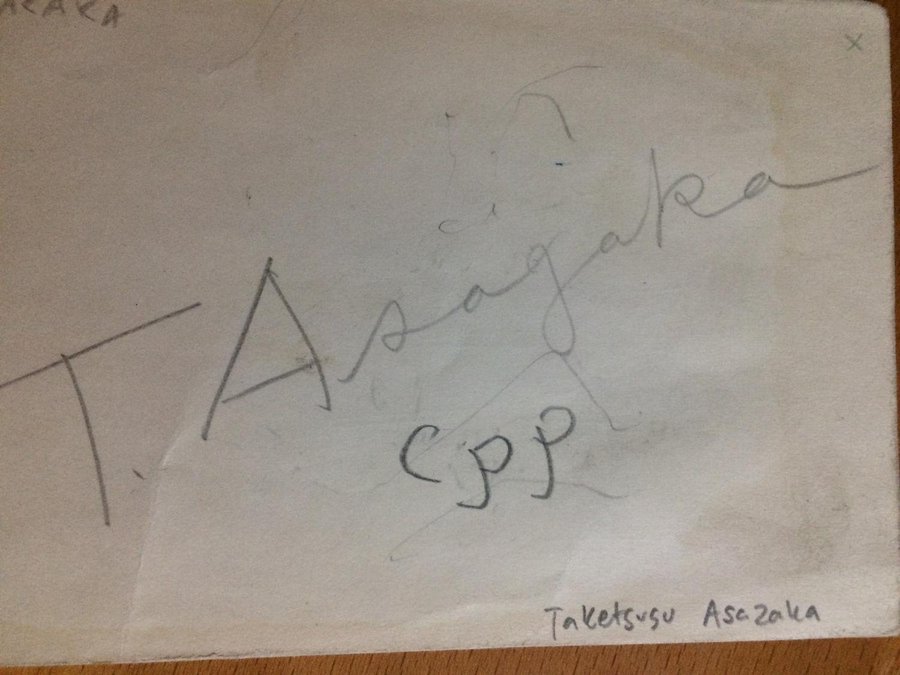 T. Asagaka
cpp
Taketsugu Asazaka